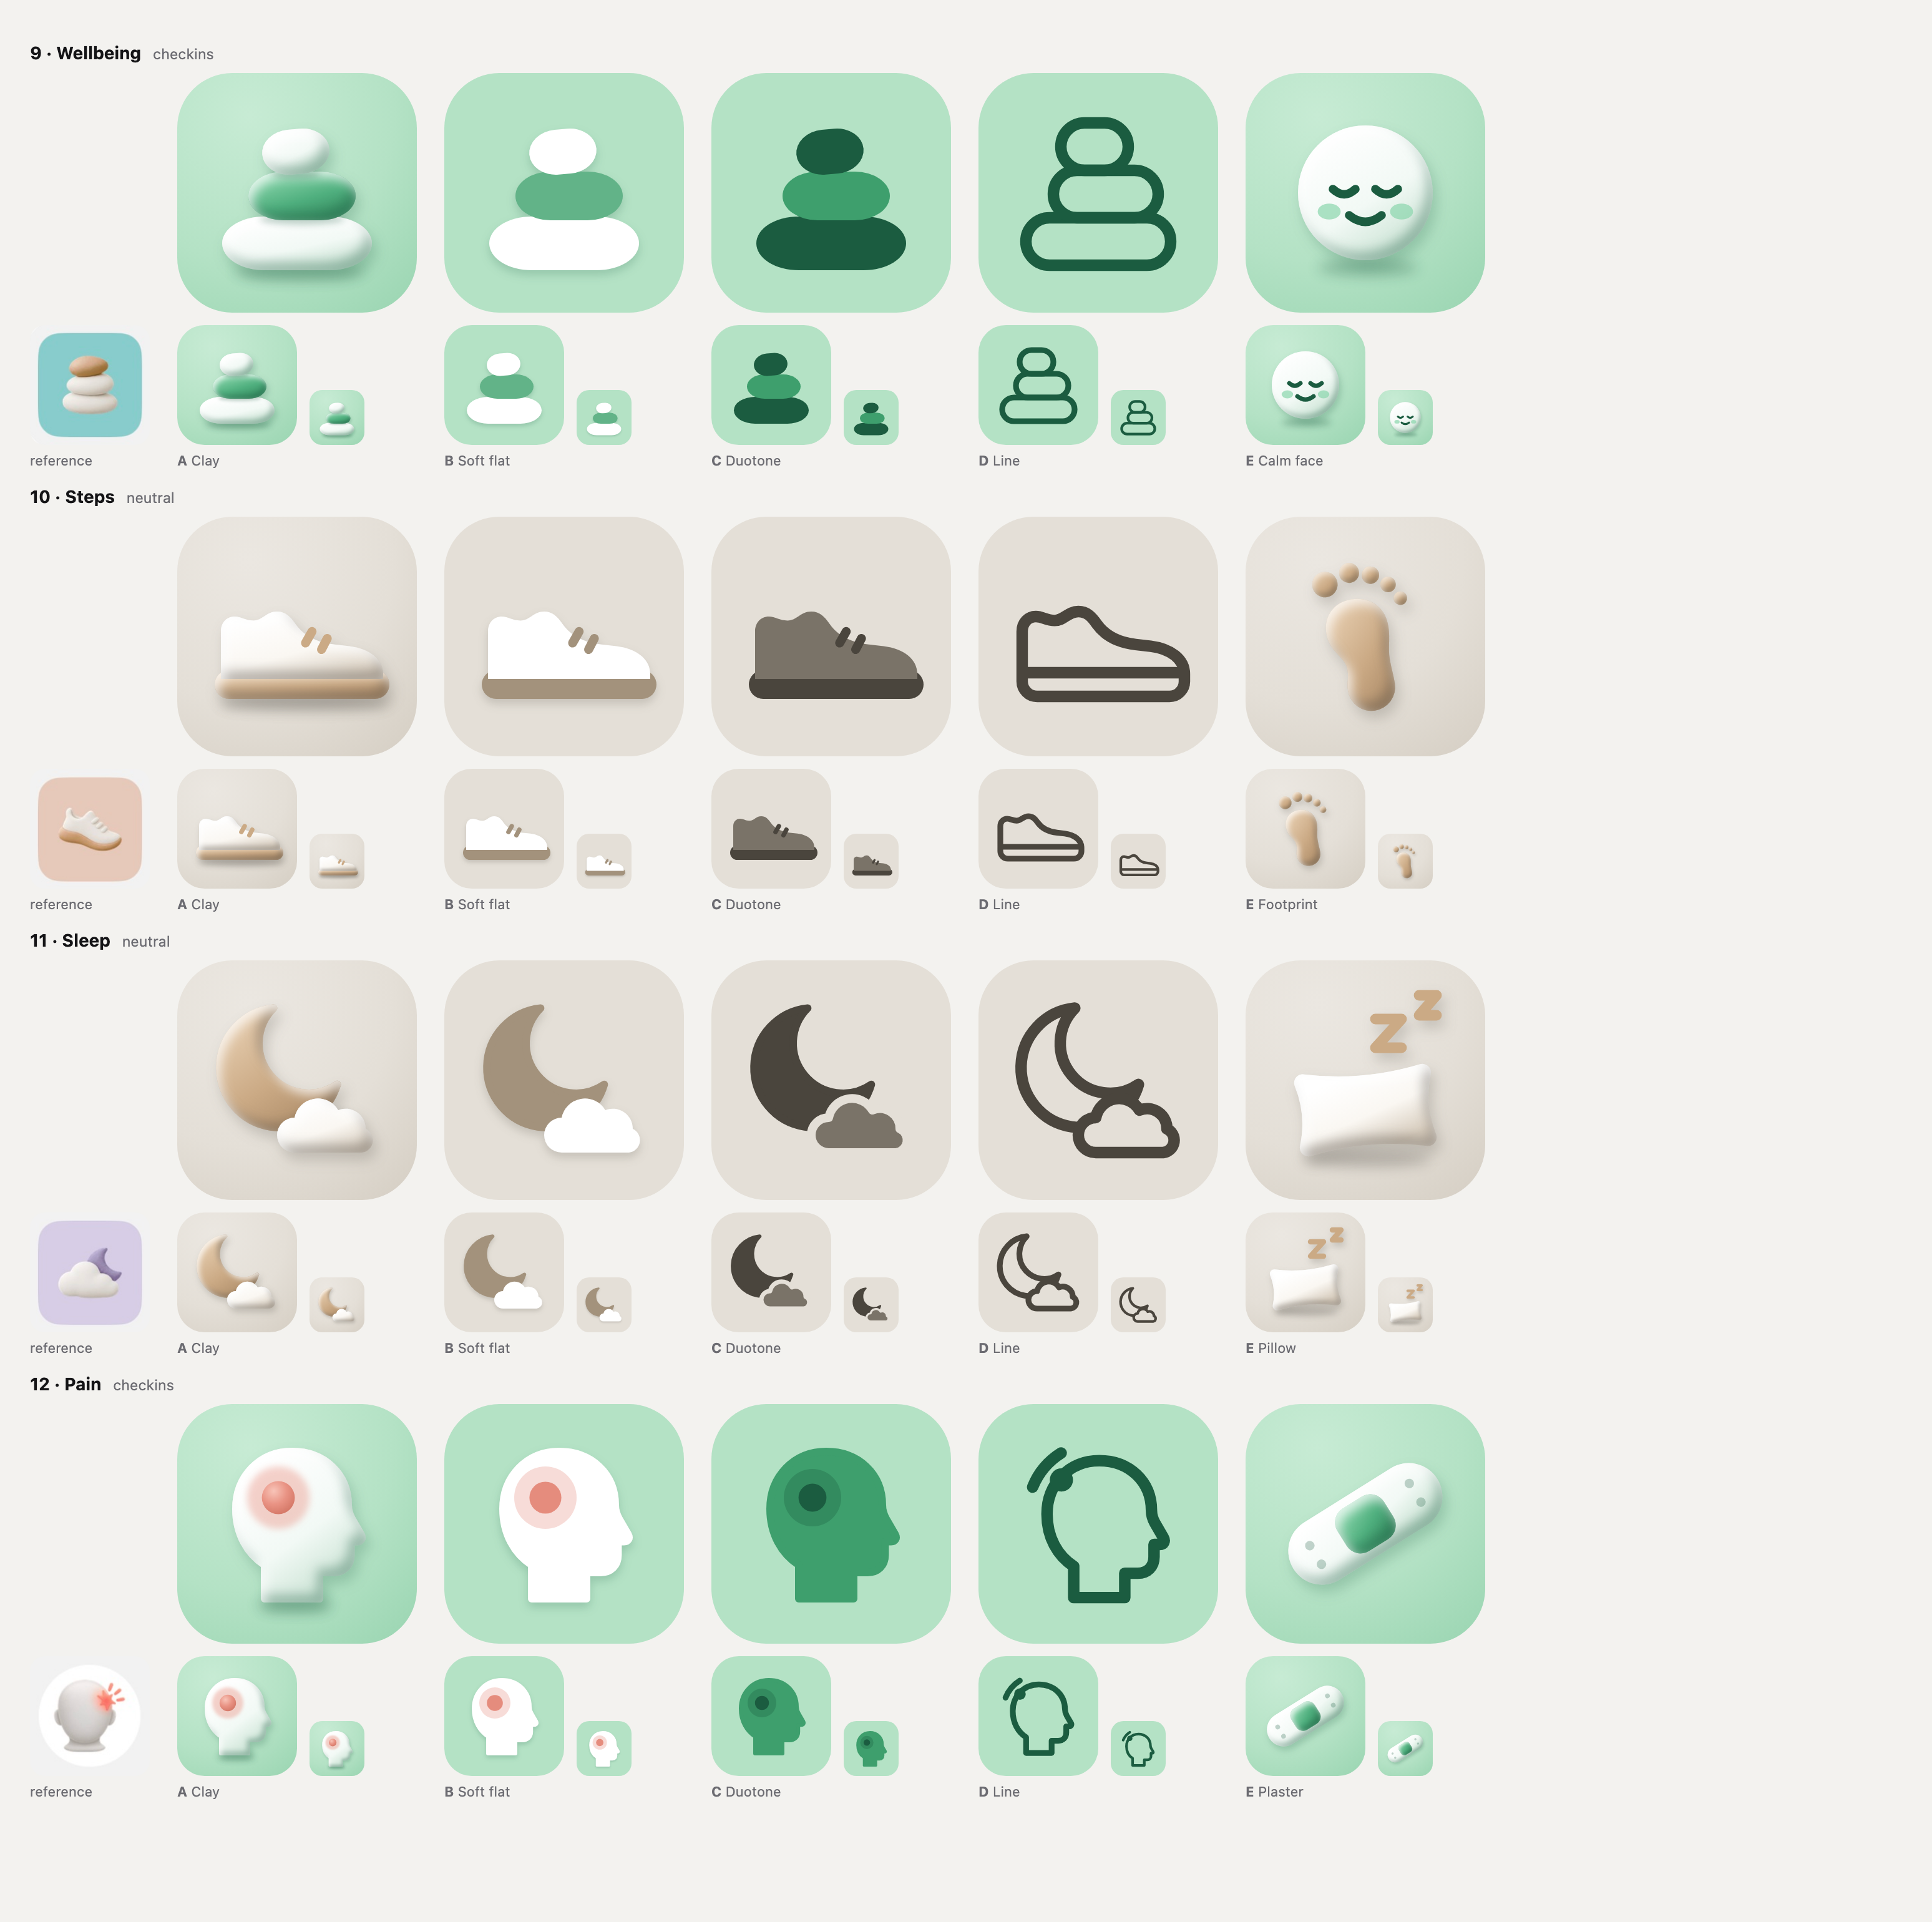 9 · Wellbeing checkins
reference
A Clay
B Soft flat
C Duotone
D Line
E Calm face
10 · Steps neutral
reference
A Clay
B Soft flat
C Duotone
D Line
E Footprint
11 · Sleep neutral
z z
reference
A Clay
B Soft flat
C Duotone
D Line
E Pillow
12 · Pain checkins
reference
A Clay
B Soft flat
C Duotone
D Line
E Plaster